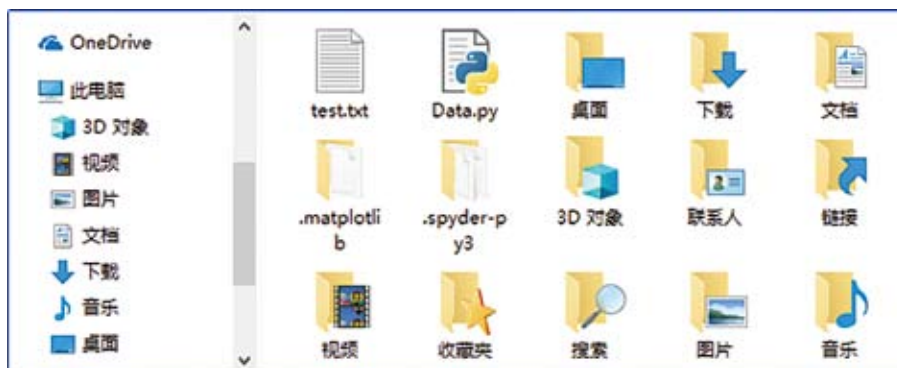 OneDrive
此电脑
3D 对象
视频
图片
文档
下载
音乐
桌面
test.txt
Data.py
桌面
下载
文档
.matplotli
b
.spyder-p
y3
3D 对象
联系人
链接
视频
收藏夹
搜索
图片
音乐